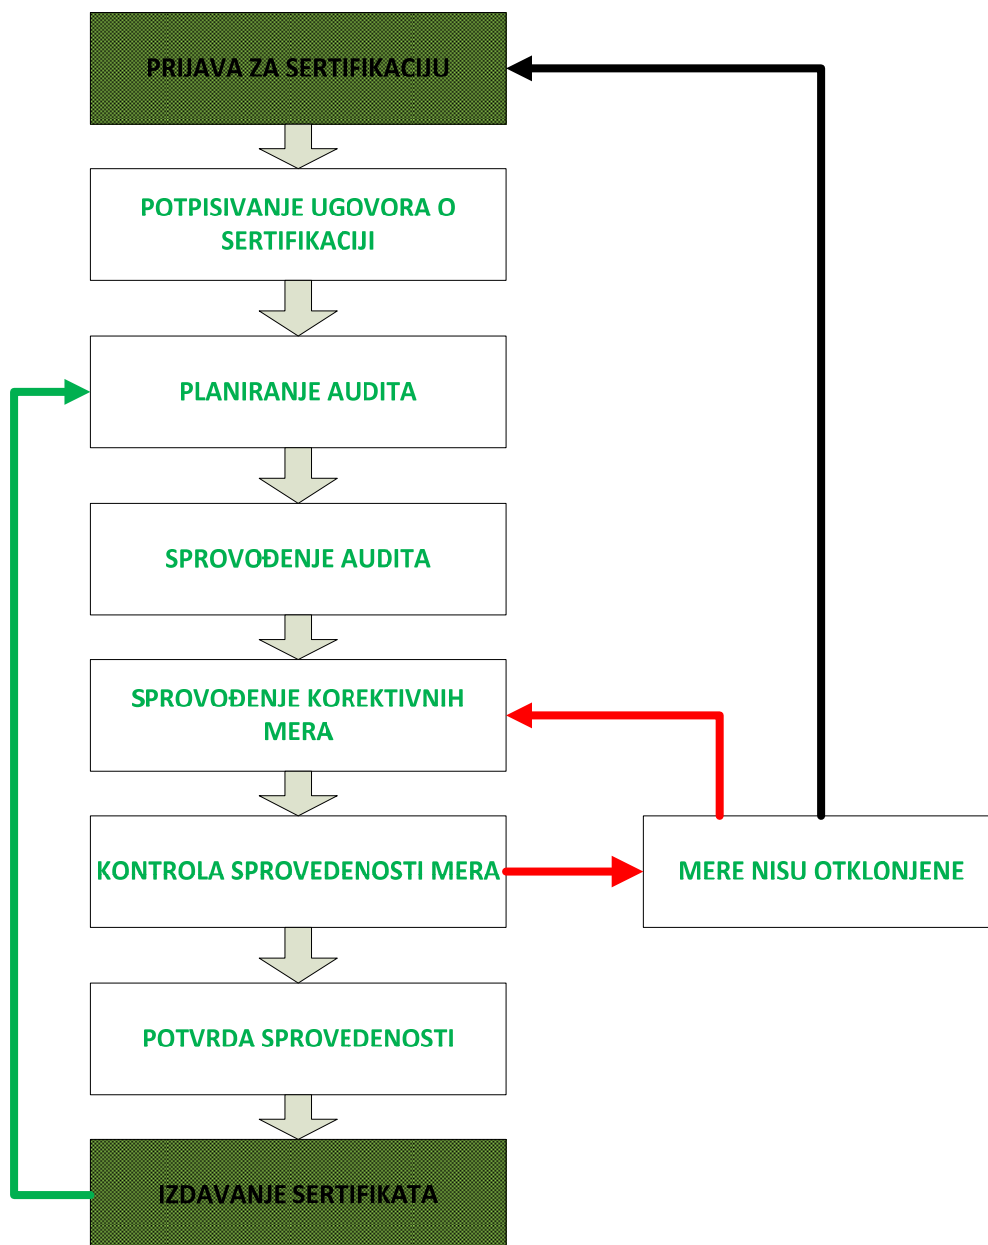 PRIJAVA ZA SERTIFIKACIJU
POTPISIVANJE UGOVORA O
SERTIFIKACIJI
PLANIRANJE AUDITA
SPROVOĐENJE AUDITA
SPROVOĐENJE KOREKTIVNIH
MERA
KONTROLA SPROVEDENOSTI MERA
MERE NISU OTKLONJENE
POTVRDA SPROVEDENOSTI
IZDAVANJE SERTIFIKATA